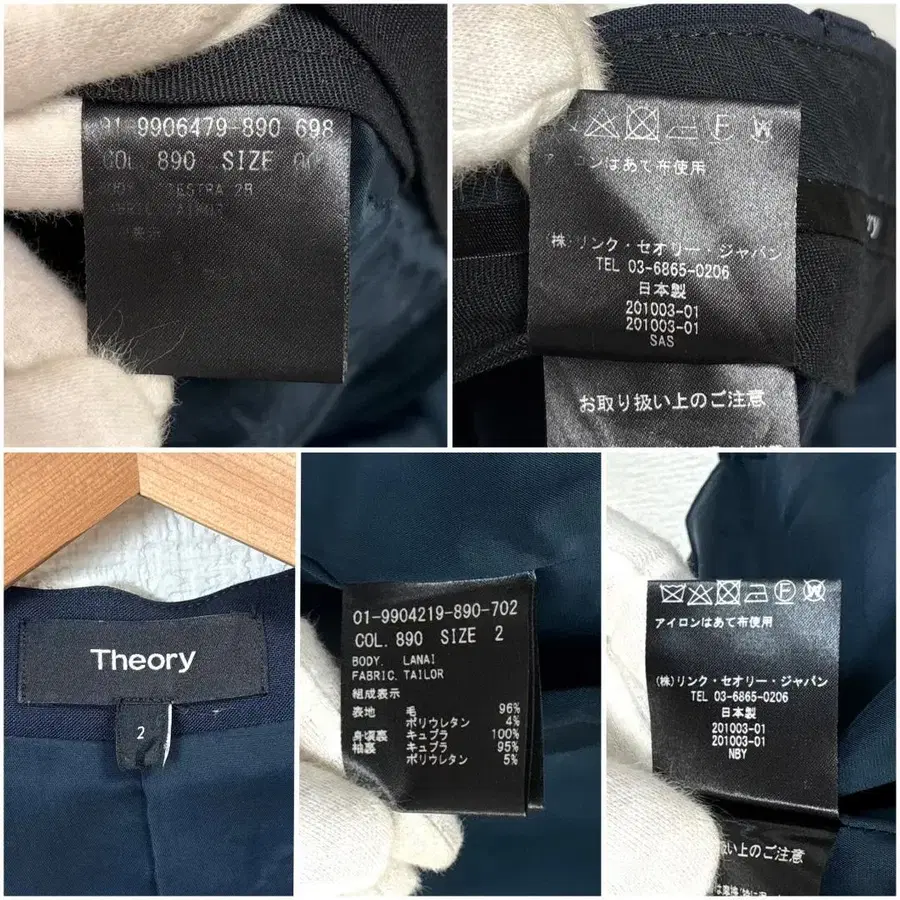 01-9906479-890 698
COL. 890 SIZE
F W
アイロンはあて布使用
(株)リンク・セオリー・ジャパン
TEL 03-6865-0206
日本製
201003-01
201003-01
SAS
お取り扱い上のご注意
Theory
2
01-9904219-890-702
COL. 890 SIZE 2
BODY. LANAI
FABRIC. TAILOR
組成表示
表地 毛 96%
ポリウレタン 4%
身頃裏 キュプラ 100%
袖裏 キュプラ 95%
ポリウレタン 5%
F W
アイロンはあて布使用
(株)リンク・セオリー・ジャパン
TEL 03-6865-0206
日本製
201003-01
201003-01
NBY
扱い上のご注意